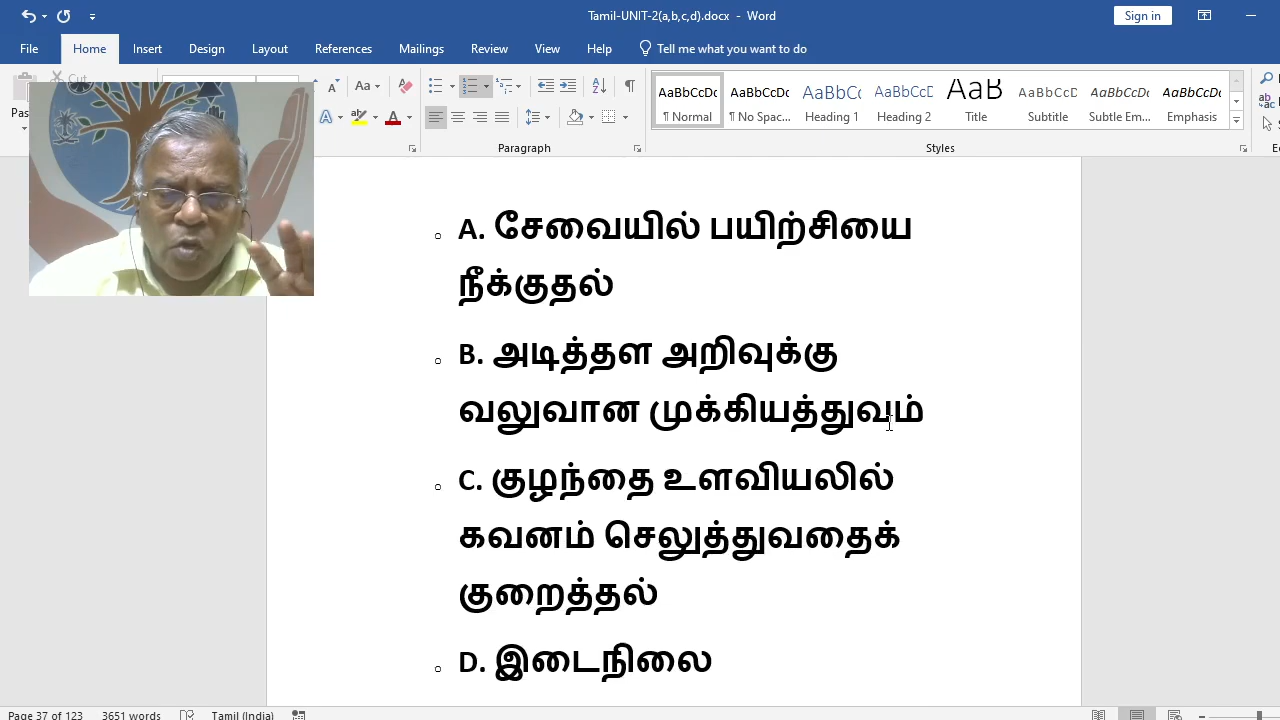 Tamil-UNIT-2(a,b,c,d).docx - Word
Sign in
File Home Insert Design Layout References Mailings Review View Help Tell me what you want to do
Cut
Aa
AaBbCcDc AaBbCcDc AaBbCc AaBbCcD AaB AaBbCcD AaBbCcDc AaBbCcDc
¶ Normal ¶ No Spac... Heading 1 Heading 2 Title Subtitle Subtle Em... Emphasis
Paragraph Styles
A. சேவையில் பயிற்சியை
நீக்குதல்
B. அடித்தள அறிவுக்கு
வலுவான முக்கியத்துவம்
C. குழந்தை உளவியலில்
கவனம் செலுத்துவதைக்
குறைத்தல்
D. இடைநிலை
Page 37 of 123 3651 words Tamil (India)